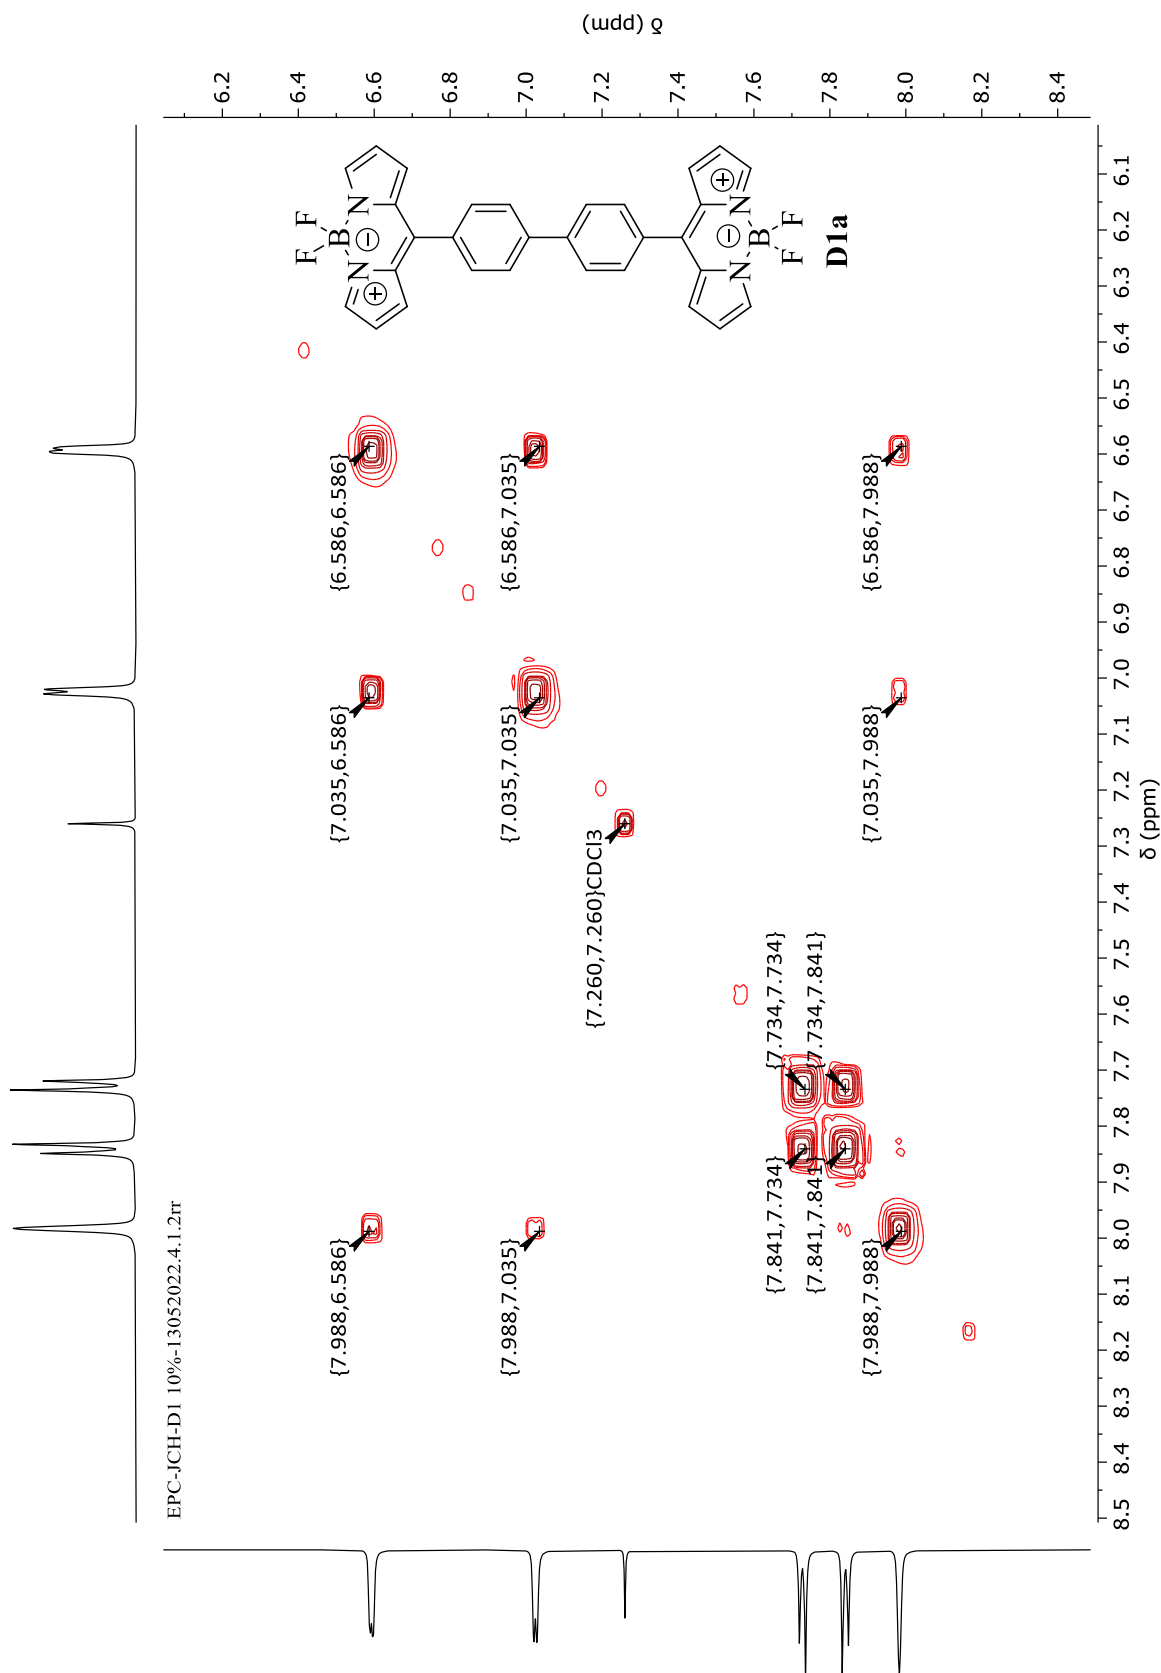 EPC-JCH-D1 10%-13052022.4.1.2rr
{7.988,6.586}
{7.035,6.586}
{6.586,6.586}
{7.988,7.035}
{7.035,7.035}
{6.586,7.035}
{7.260,7.260}CDCl3
{7.841,7.734}
{7.734,7.734}
{7.841,7.841}
{7.734,7.841}
{7.988,7.988}
{7.035,7.988}
{6.586,7.988}
F F
B
N N
⊕ ⊖
N N
⊖ ⊕
B
F F
D1a
6.2
6.4
6.6
6.8
7.0
7.2
7.4
7.6
7.8
8.0
8.2
8.4
δ (ppm)
8.5 8.4 8.3 8.2 8.1 8.0 7.9 7.8 7.7 7.6 7.5 7.4 7.3 7.2 7.1 7.0 6.9 6.8 6.7 6.6 6.5 6.4 6.3 6.2 6.1
δ (ppm)